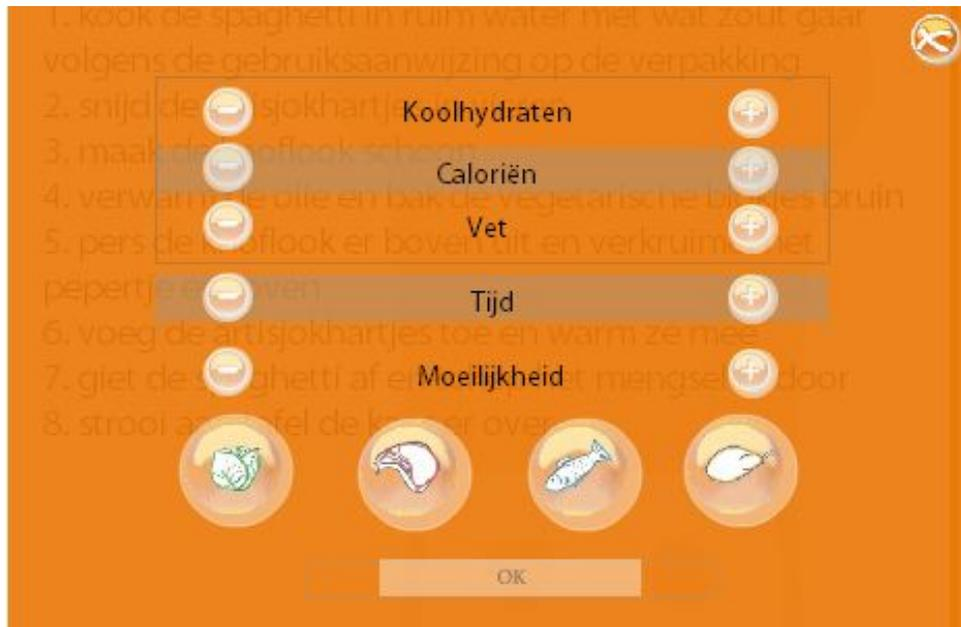 1. kook de spaghetti in ruim water met wat zout gaar
volgens de gebruiksaanwijzing op de verpakking
Koolhydraten
2. snijd de artisjokhartjes
3. maak de knoflook schoon
Caloriën
4. verwarm de olie en bak de vegetarische blokjes bruin
Vet
5. pers de knoflook er boven uit en verkruimel het
pepertje er boven
Tijd
6. voeg de artisjokhartjes toe en warm ze mee
Moeilijkheid
7. giet de spaghetti af en het mengsel door
8. strooi aan tafel de kaas er over
OK